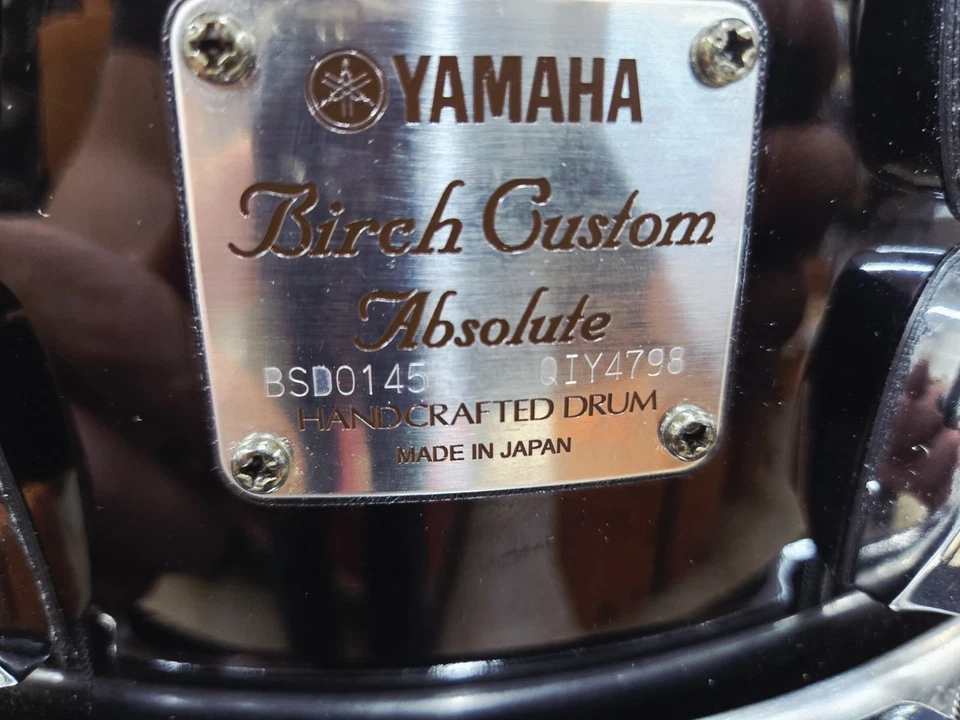 YAMAHA
Birch Custom
Absolute
BSD0145 QIY4798
HANDCRAFTED DRUM
MADE IN JAPAN